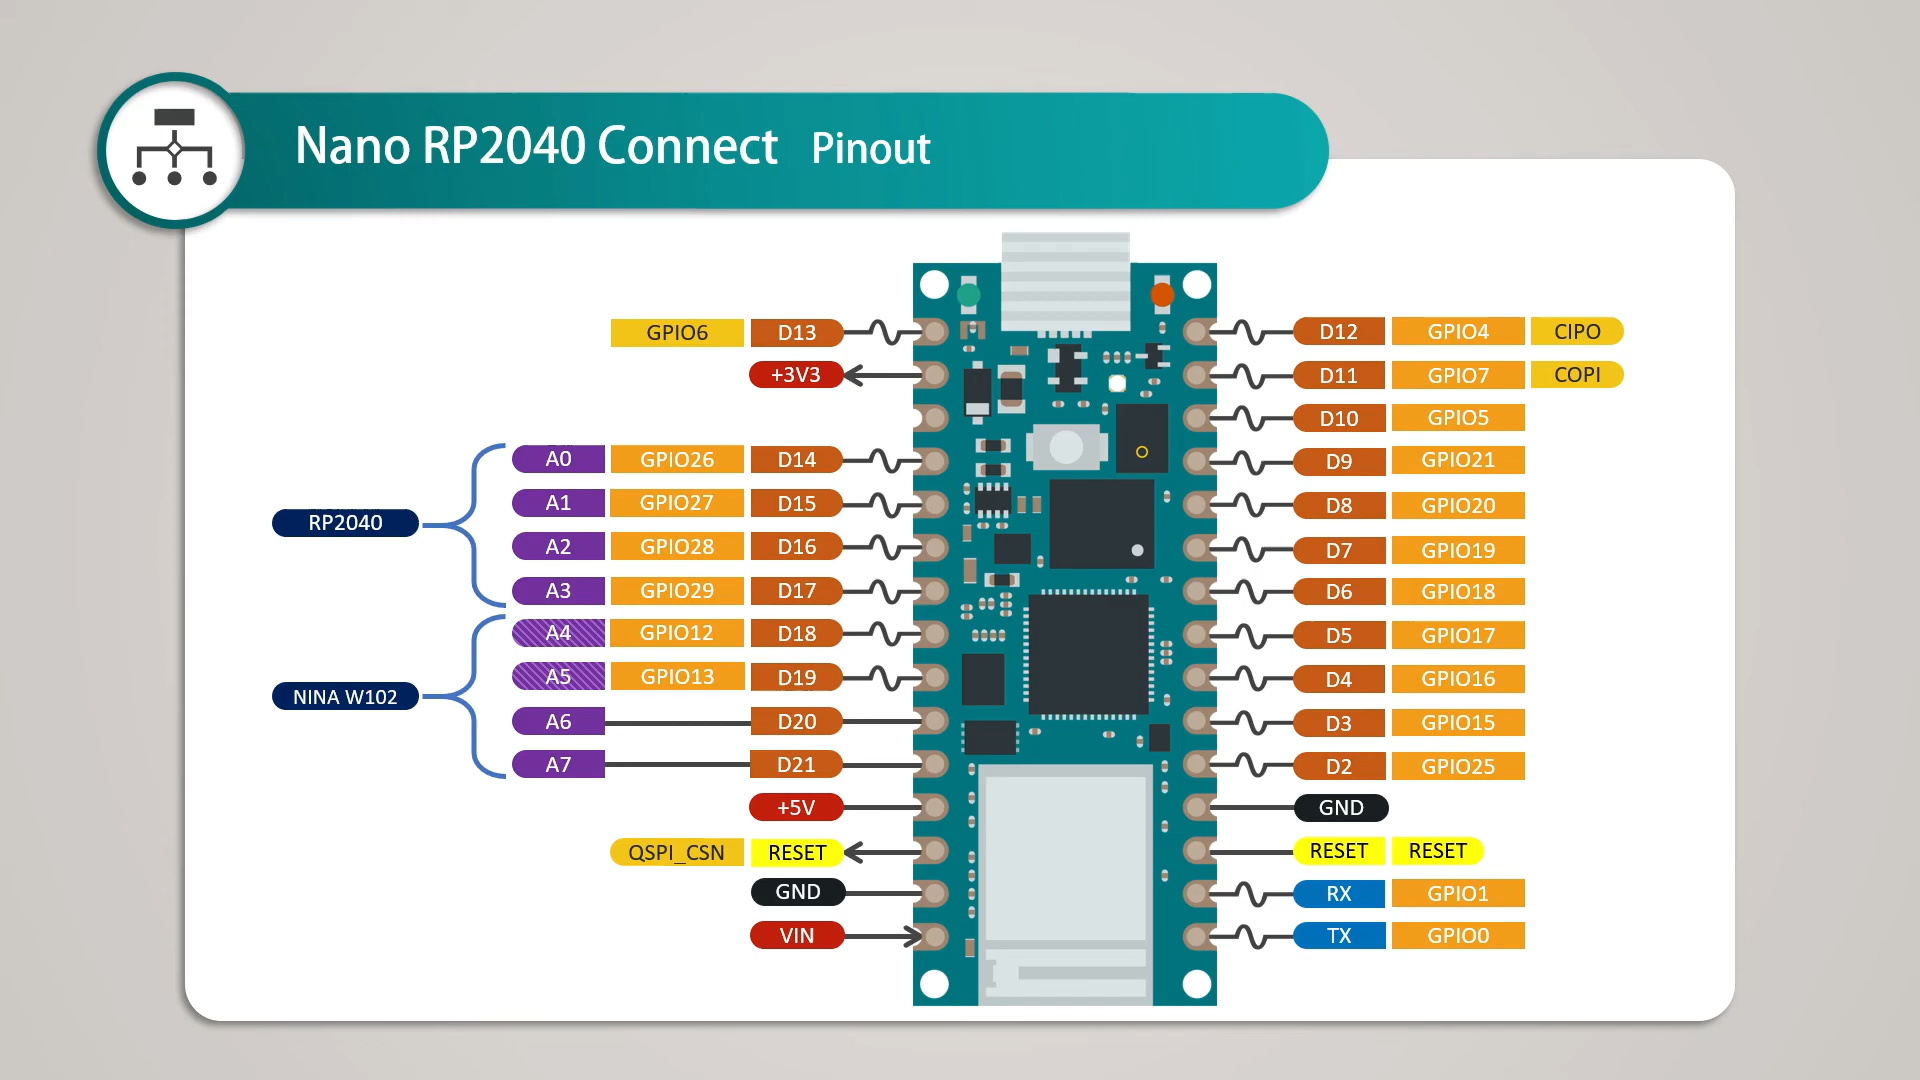 Nano RP2040 Connect Pinout
GPIO6 D13 D12 GPIO4 CIPO
+3V3 D11 GPIO7 COPI
D10 GPIO5
A0 GPIO26 D14 D9 GPIO21
A1 GPIO27 D15 D8 GPIO20
RP2040
A2 GPIO28 D16 D7 GPIO19
A3 GPIO29 D17 D6 GPIO18
A4 GPIO12 D18 D5 GPIO17
A5 GPIO13 D19 D4 GPIO16
NINA W102
A6 D20 D3 GPIO15
A7 D21 D2 GPIO25
+5V GND
QSPI_CSN RESET RESET RESET
GND RX GPIO1
VIN TX GPIO0